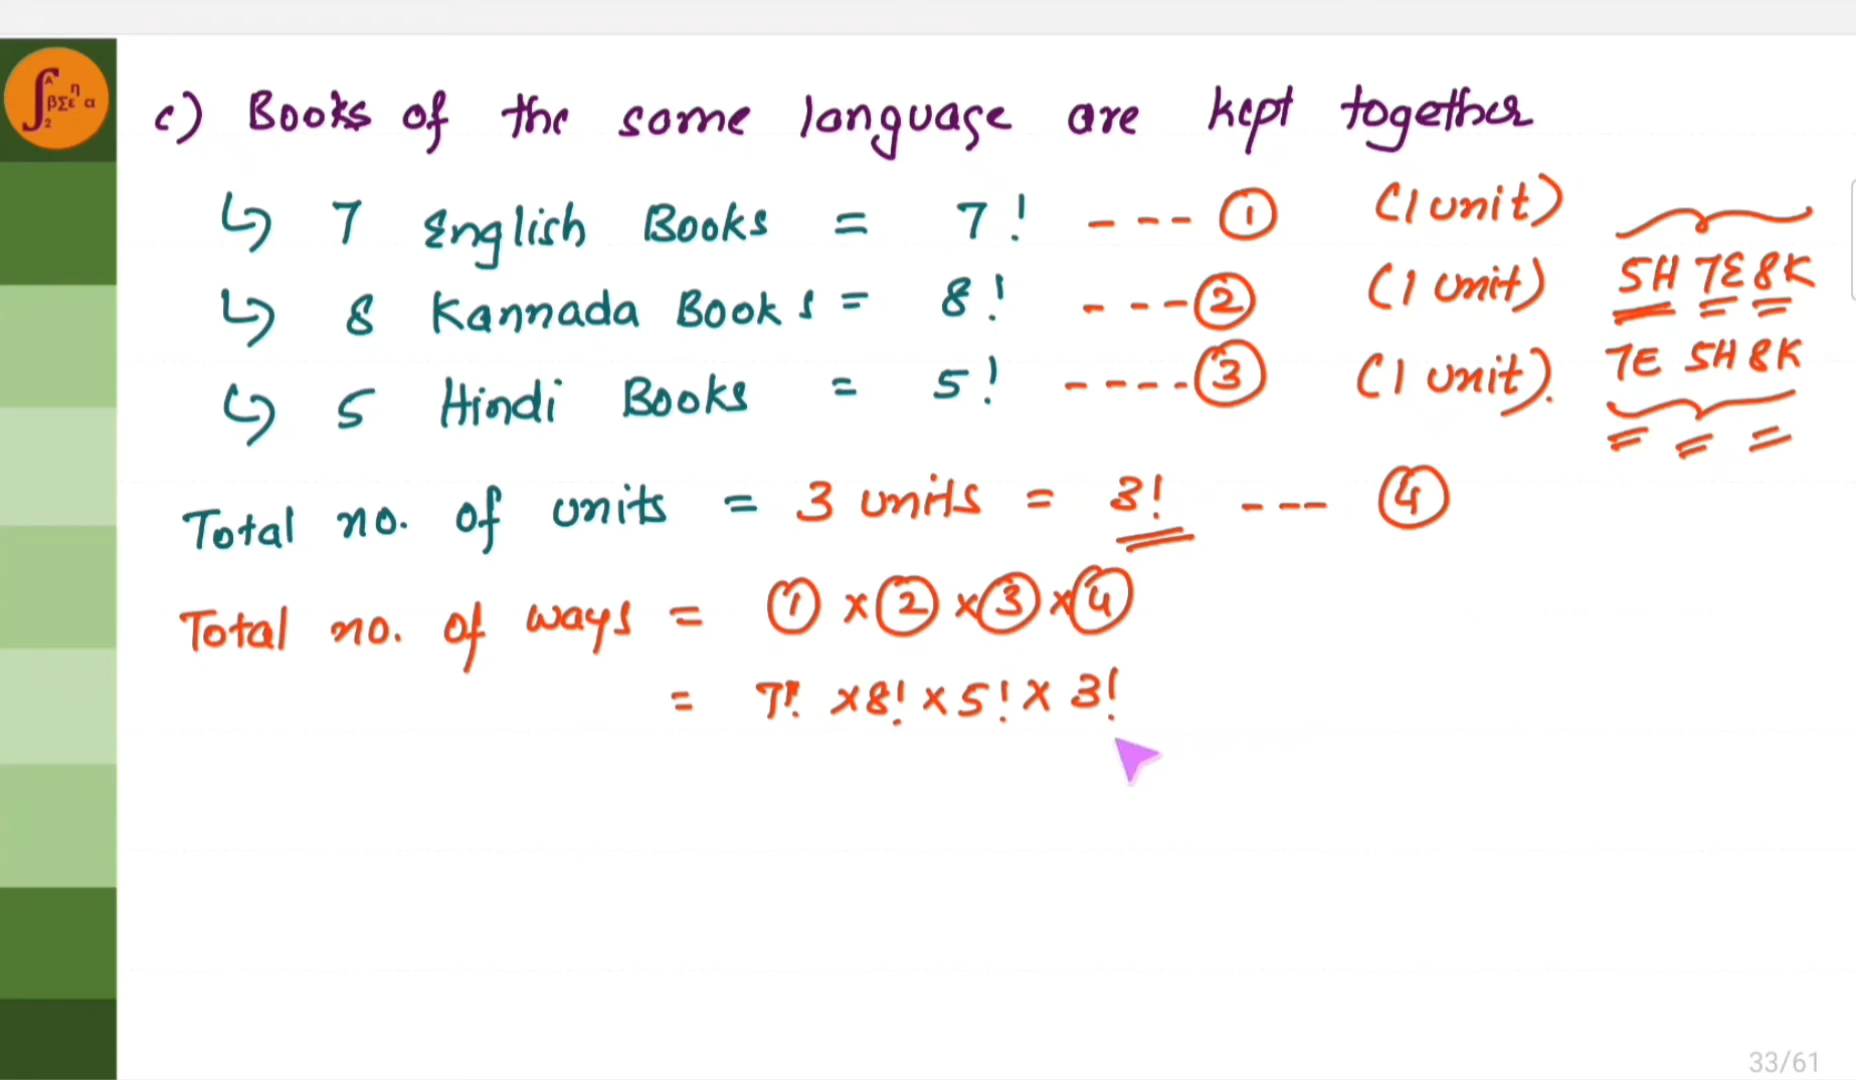 c) Books of the same language are kept together
↳ 7 English Books = 7! --- ① (1 unit)
↳ 8 Kannada Books = 8! --- ② (1 unit)
↳ 5 Hindi Books = 5! ---- ③ (1 unit).
5H 7E 8K
7E 5H 8K
Total no. of units = 3 units = 3! --- ④
Total no. of ways = ① × ② × ③ × ④
= 7! × 8! × 5! × 3!
33/61